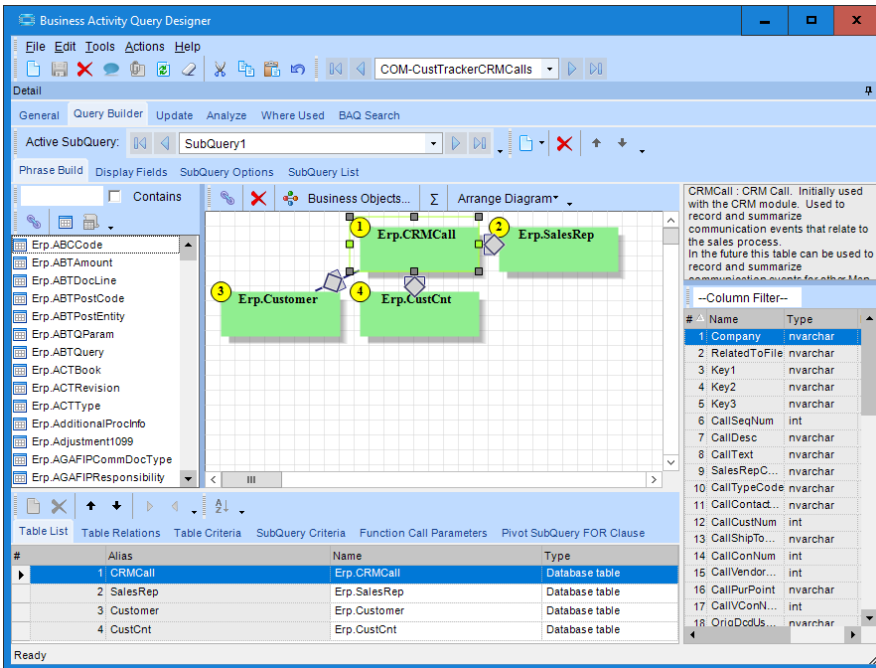 Business Activity Query Designer
File Edit Tools Actions Help
COM-CustTrackerCRMCalls
Detail
General Query Builder Update Analyze Where Used BAQ Search
Active SubQuery: SubQuery1
Phrase Build Display Fields SubQuery Options SubQuery List
Contains
Business Objects... Σ Arrange Diagram
Erp.ABCCode
Erp.ABTAmount
Erp.ABTDocLine
Erp.ABTPostCode
Erp.ABTPostEntity
Erp.ABTQParam
Erp.ABTQuery
Erp.ACTBook
Erp.ACTRevision
Erp.ACTType
Erp.AdditionalProcInfo
Erp.Adjustment1099
Erp.AGAFIPCommDocType
Erp.AGAFIPResponsibility
1 Erp.CRMCall
2 Erp.SalesRep
3 Erp.Customer
4 Erp.CustCnt
CRMCall : CRM Call. Initially used
with the CRM module. Used to
record and summarize
communication events that relate to
the sales process.
In the future this table can be used to
record and summarize
--Column Filter--
# Name Type
1 Company nvarchar
2 RelatedToFile nvarchar
3 Key1 nvarchar
4 Key2 nvarchar
5 Key3 nvarchar
6 CallSeqNum int
7 CallDesc nvarchar
8 CallText nvarchar
9 SalesRepC... nvarchar
10 CallTypeCode nvarchar
11 CallContact... nvarchar
12 CallCustNum int
13 CallShipTo... nvarchar
14 CallConNum int
15 CallVendor... int
16 CallPurPoint nvarchar
17 CallVConN... int
18 OrigDcdUs... nvarchar
Table List Table Relations Table Criteria SubQuery Criteria Function Call Parameters Pivot SubQuery FOR Clause
# Alias Name Type
1 CRMCall Erp.CRMCall Database table
2 SalesRep Erp.SalesRep Database table
3 Customer Erp.Customer Database table
4 CustCnt Erp.CustCnt Database table
Ready